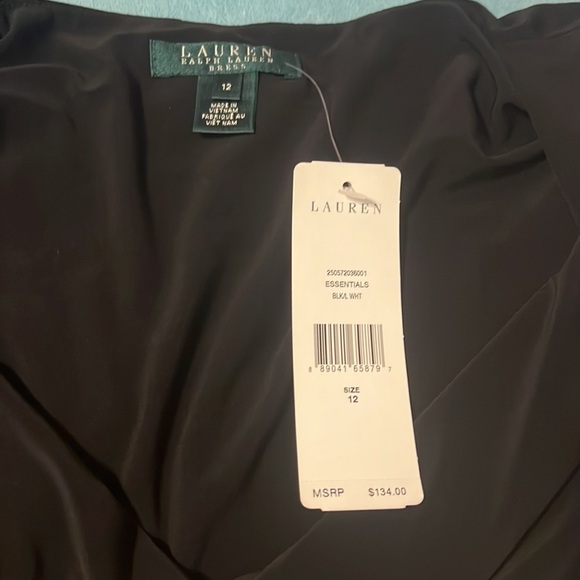 LAUREN
RALPH LAUREN
DRESS
12
MADE IN
VIETNAM
FABRIQUÉ AU
VIET NAM
LAUREN
250572036001
ESSENTIALS
BLK/L WHT
8 89041 65879 7
SIZE
12
MSRP $134.00